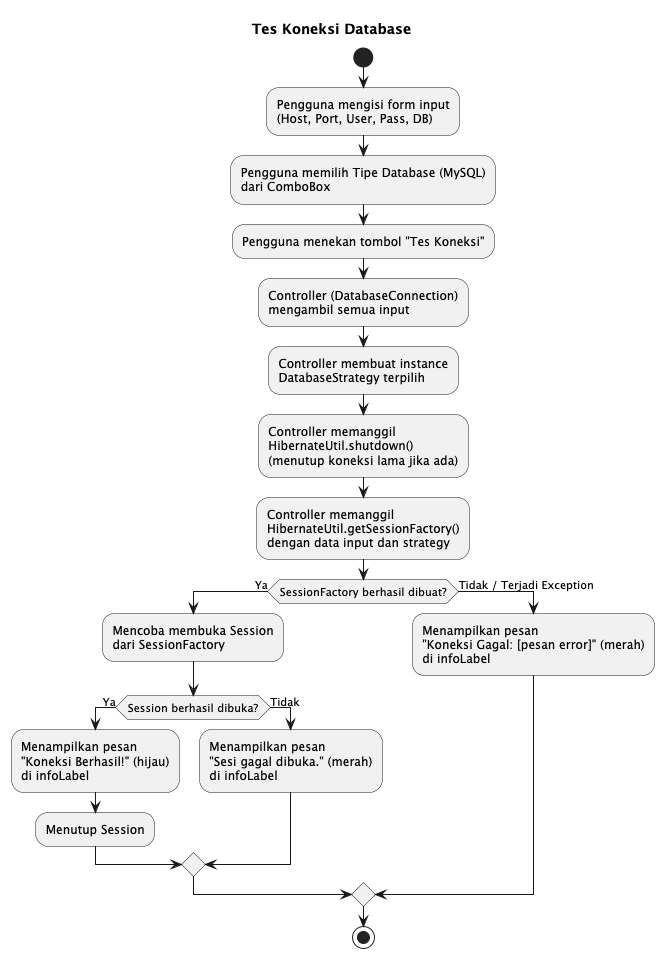 Tes Koneksi Database
Pengguna mengisi form input
(Host, Port, User, Pass, DB)
Pengguna memilih Tipe Database (MySQL)
dari ComboBox
Pengguna menekan tombol "Tes Koneksi"
Controller (DatabaseConnection)
mengambil semua input
Controller membuat instance
DatabaseStrategy terpilih
Controller memanggil
HibernateUtil.shutdown()
(menutup koneksi lama jika ada)
Controller memanggil
HibernateUtil.getSessionFactory()
dengan data input dan strategy
Ya
SessionFactory berhasil dibuat?
Tidak / Terjadi Exception
Mencoba membuka Session
dari SessionFactory
Menampilkan pesan
"Koneksi Gagal: [pesan error]" (merah)
di infoLabel
Ya
Session berhasil dibuka?
Tidak
Menampilkan pesan
"Koneksi Berhasil!" (hijau)
di infoLabel
Menampilkan pesan
"Sesi gagal dibuka." (merah)
di infoLabel
Menutup Session